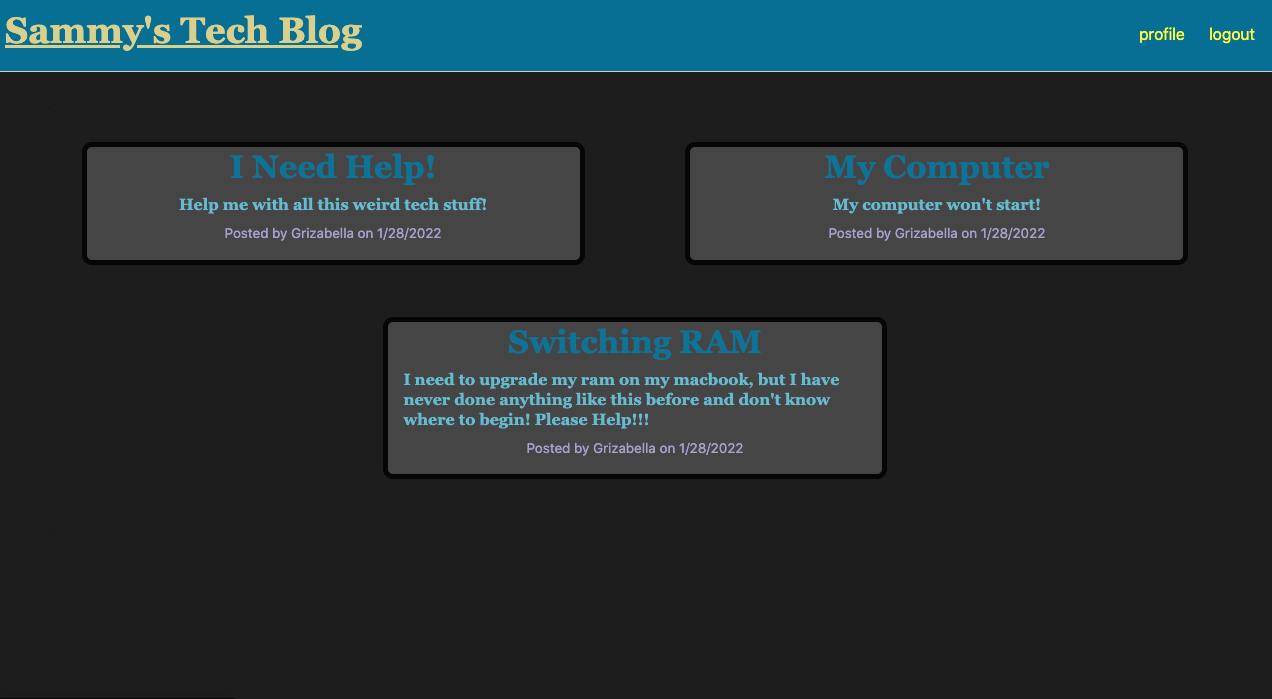 Sammy's Tech Blog
profile
logout
I Need Help!
Help me with all this weird tech stuff!
Posted by Grizabella on 1/28/2022
My Computer
My computer won't start!
Posted by Grizabella on 1/28/2022
Switching RAM
I need to upgrade my ram on my macbook, but I have
never done anything like this before and don't know
where to begin! Please Help!!!
Posted by Grizabella on 1/28/2022